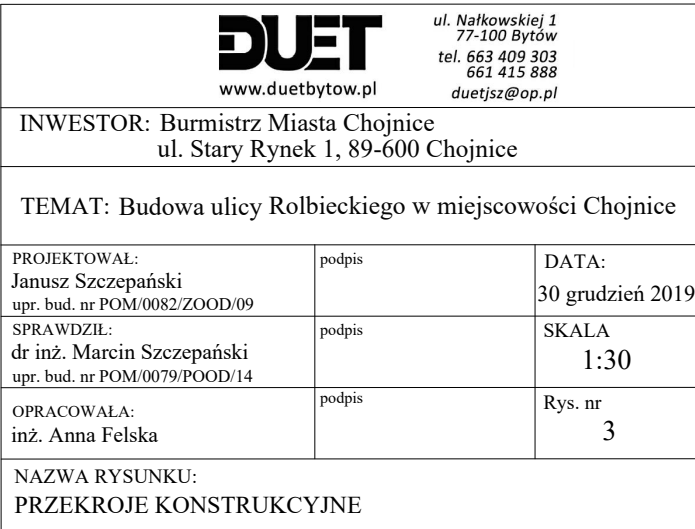 DUET
www.duetbytow.pl
ul. Nałkowskiej 1
77-100 Bytów
tel. 663 409 303
661 415 888
duetjsz@op.pl
INWESTOR: Burmistrz Miasta Chojnice
ul. Stary Rynek 1, 89-600 Chojnice
TEMAT: Budowa ulicy Rolbieckiego w miejscowości Chojnice
PROJEKTOWAŁ:
Janusz Szczepański
upr. bud. nr POM/0082/ZOOD/09
podpis
DATA:
30 grudzień 2019
SPRAWDZIŁ:
dr inż. Marcin Szczepański
upr. bud. nr POM/0079/POOD/14
podpis
SKALA
1:30
OPRACOWAŁA:
inż. Anna Felska
podpis
Rys. nr
3
NAZWA RYSUNKU:
PRZEKROJE KONSTRUKCYJNE